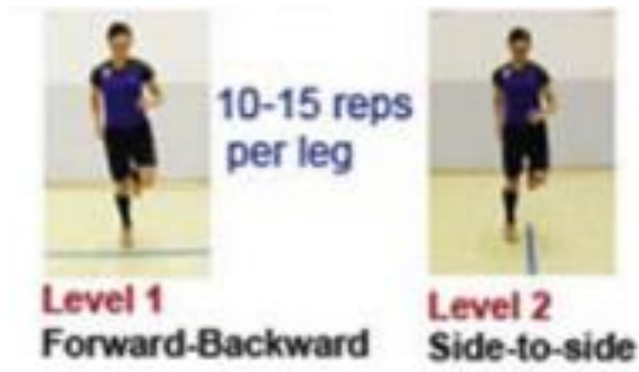 10-15 reps
per leg
Level 1
Forward-Backward
Level 2
Side-to-side